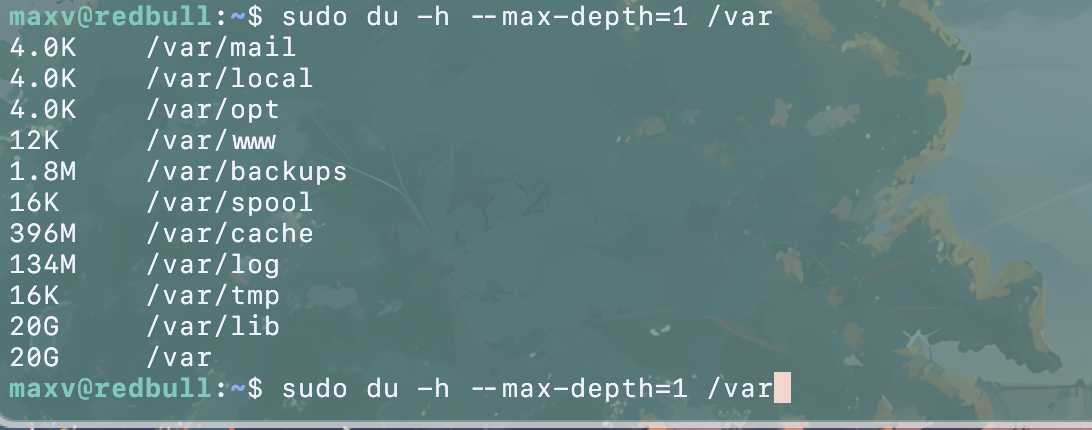 maxv@redbull:~$ sudo du -h --max-depth=1 /var
4.0K    /var/mail
4.0K    /var/local
4.0K    /var/opt
12K     /var/www
1.8M    /var/backups
16K     /var/spool
396M    /var/cache
134M    /var/log
16K     /var/tmp
20G     /var/lib
20G     /var
maxv@redbull:~$ sudo du -h --max-depth=1 /var